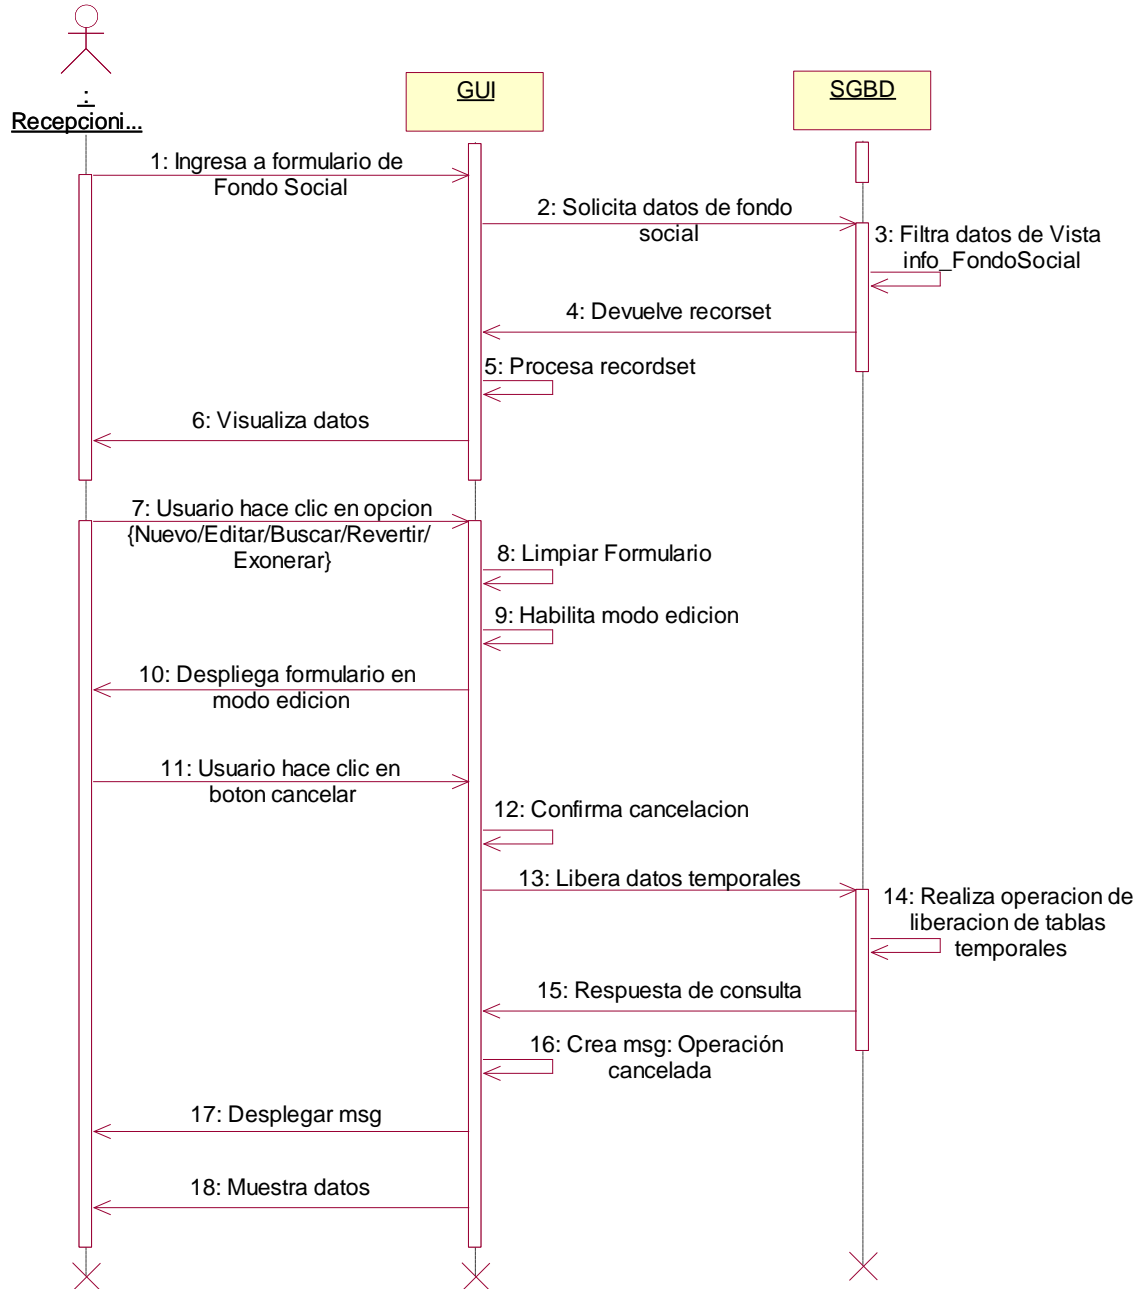 :
Recepcioni...
GUI
SGBD
1: Ingresa a formulario de
Fondo Social
2: Solicita datos de fondo
social
3: Filtra datos de Vista
info_FondoSocial
4: Devuelve recorset
5: Procesa recordset
6: Visualiza datos
7: Usuario hace clic en opcion
{Nuevo/Editar/Buscar/Revertir/
Exonerar}
8: Limpiar Formulario
9: Habilita modo edicion
10: Despliega formulario en
modo edicion
11: Usuario hace clic en
boton cancelar
12: Confirma cancelacion
13: Libera datos temporales
14: Realiza operacion de
liberacion de tablas
temporales
15: Respuesta de consulta
16: Crea msg: Operación
cancelada
17: Desplegar msg
18: Muestra datos